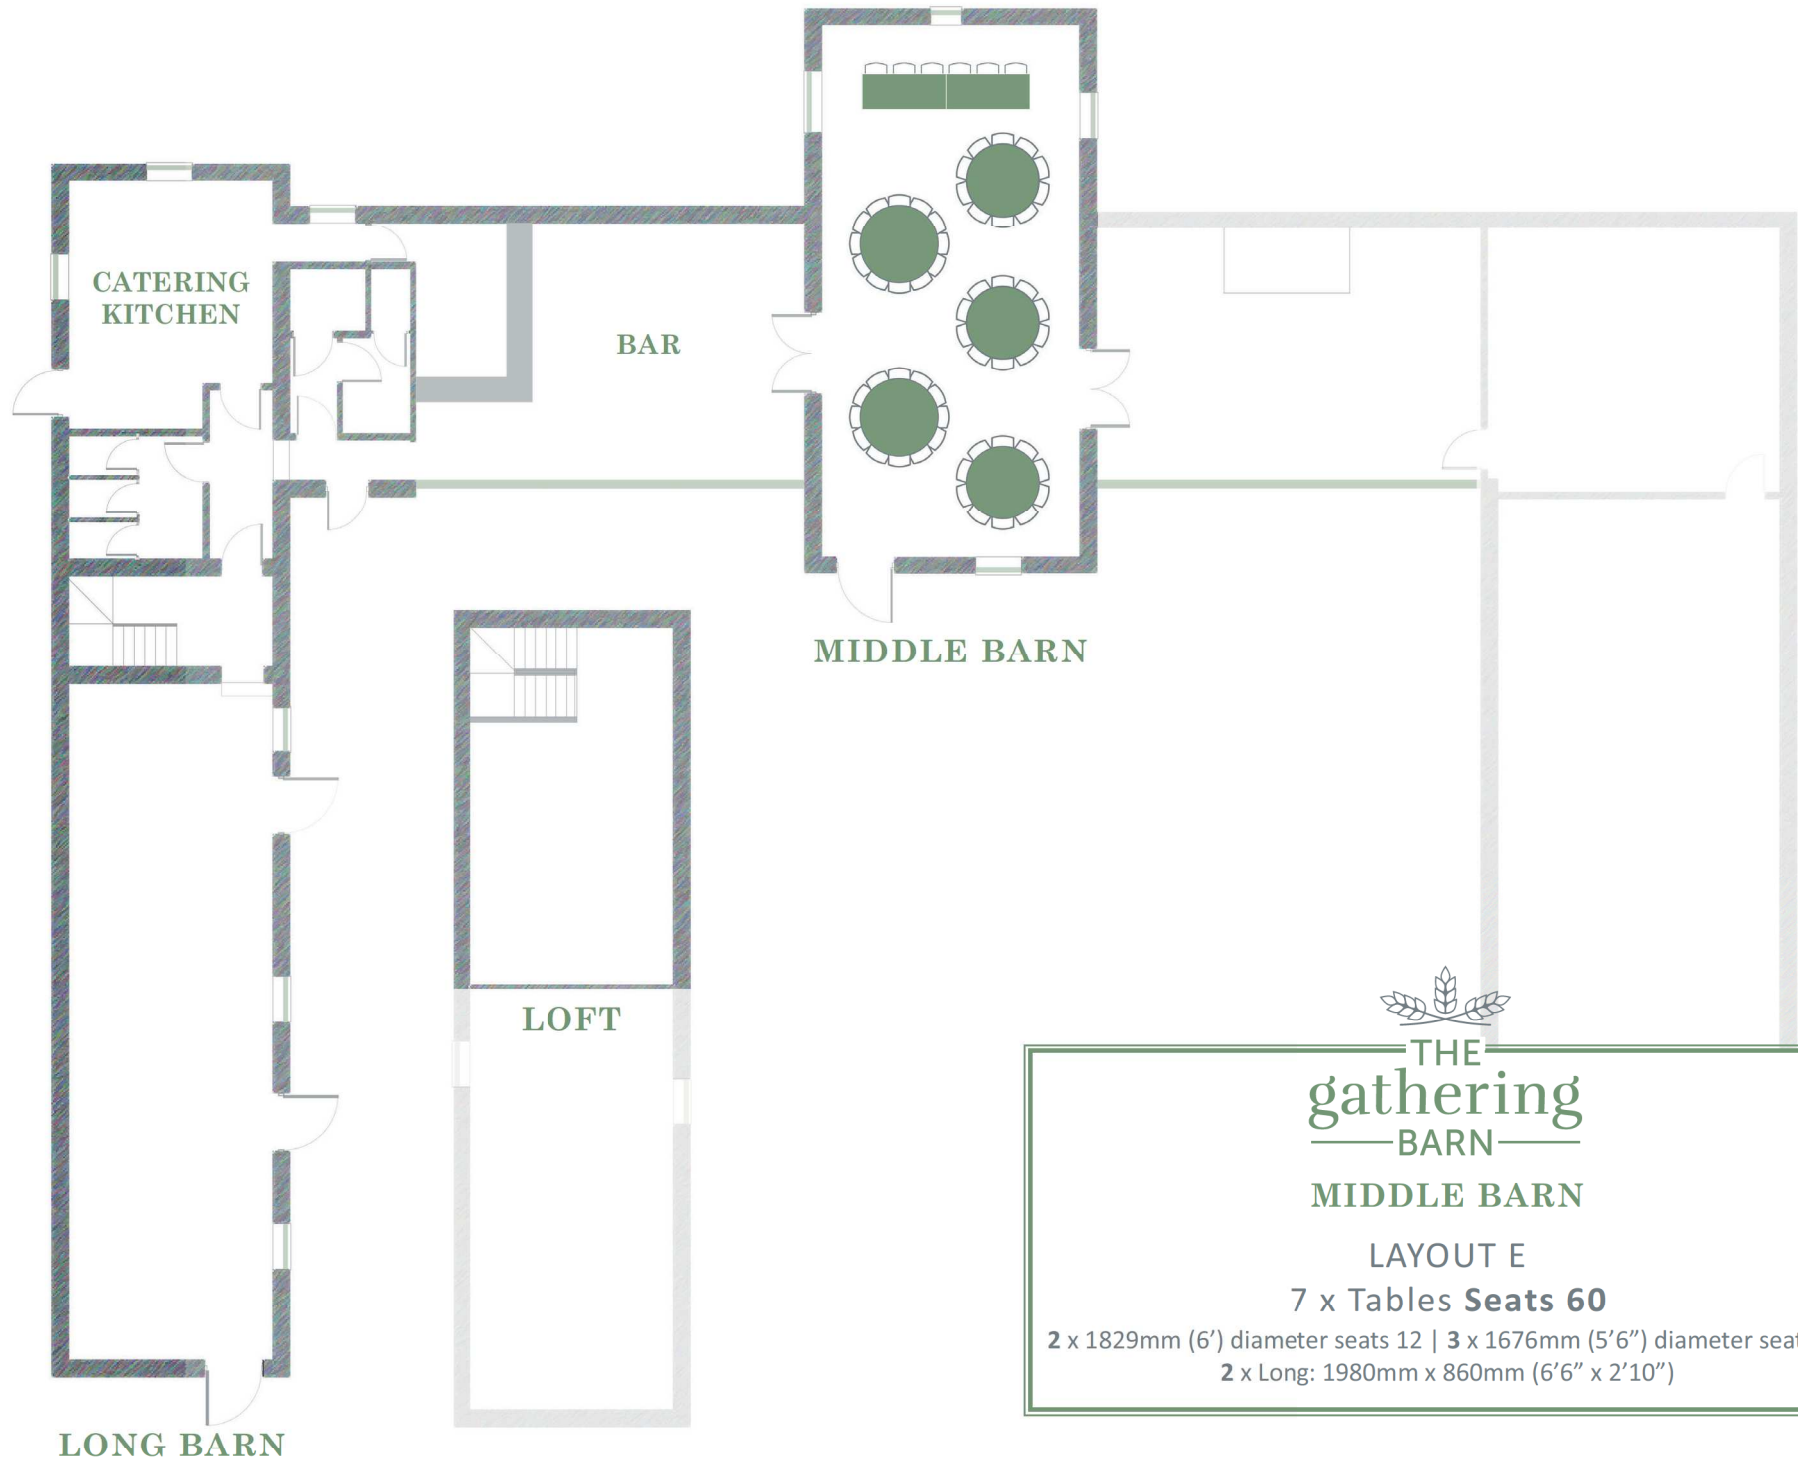 CATERING
KITCHEN
BAR
MIDDLE BARN
LOFT
LONG BARN
THE
gathering
BARN
MIDDLE BARN
LAYOUT E
7 x Tables Seats 60
2 x 1829mm (6’) diameter seats 12 | 3 x 1676mm (5’6”) diameter seat
2 x Long: 1980mm x 860mm (6’6” x 2’10”)